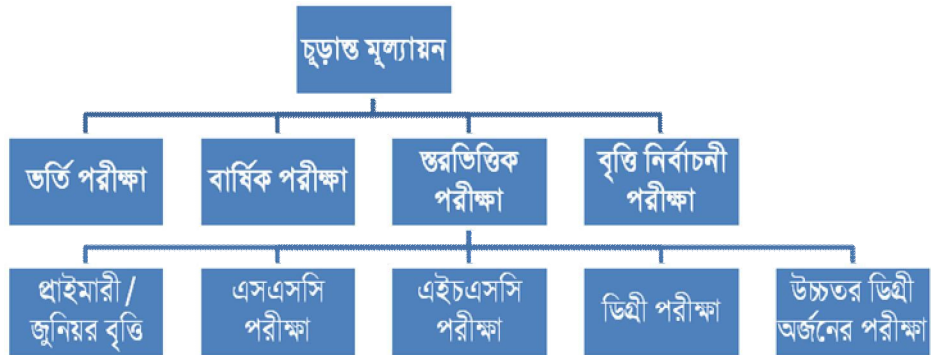 চূড়ান্ত মূল্যায়ন
ভর্তি পরীক্ষা
বার্ষিক পরীক্ষা
স্তরভিত্তিক
পরীক্ষা
বৃত্তি নির্বাচনী
পরীক্ষা
প্রাইমারী/
জুনিয়র বৃত্তি
এসএসসি
পরীক্ষা
এইচএসসি
পরীক্ষা
ডিগ্রী পরীক্ষা
উচ্চতর ডিগ্রী
অর্জনের পরীক্ষা